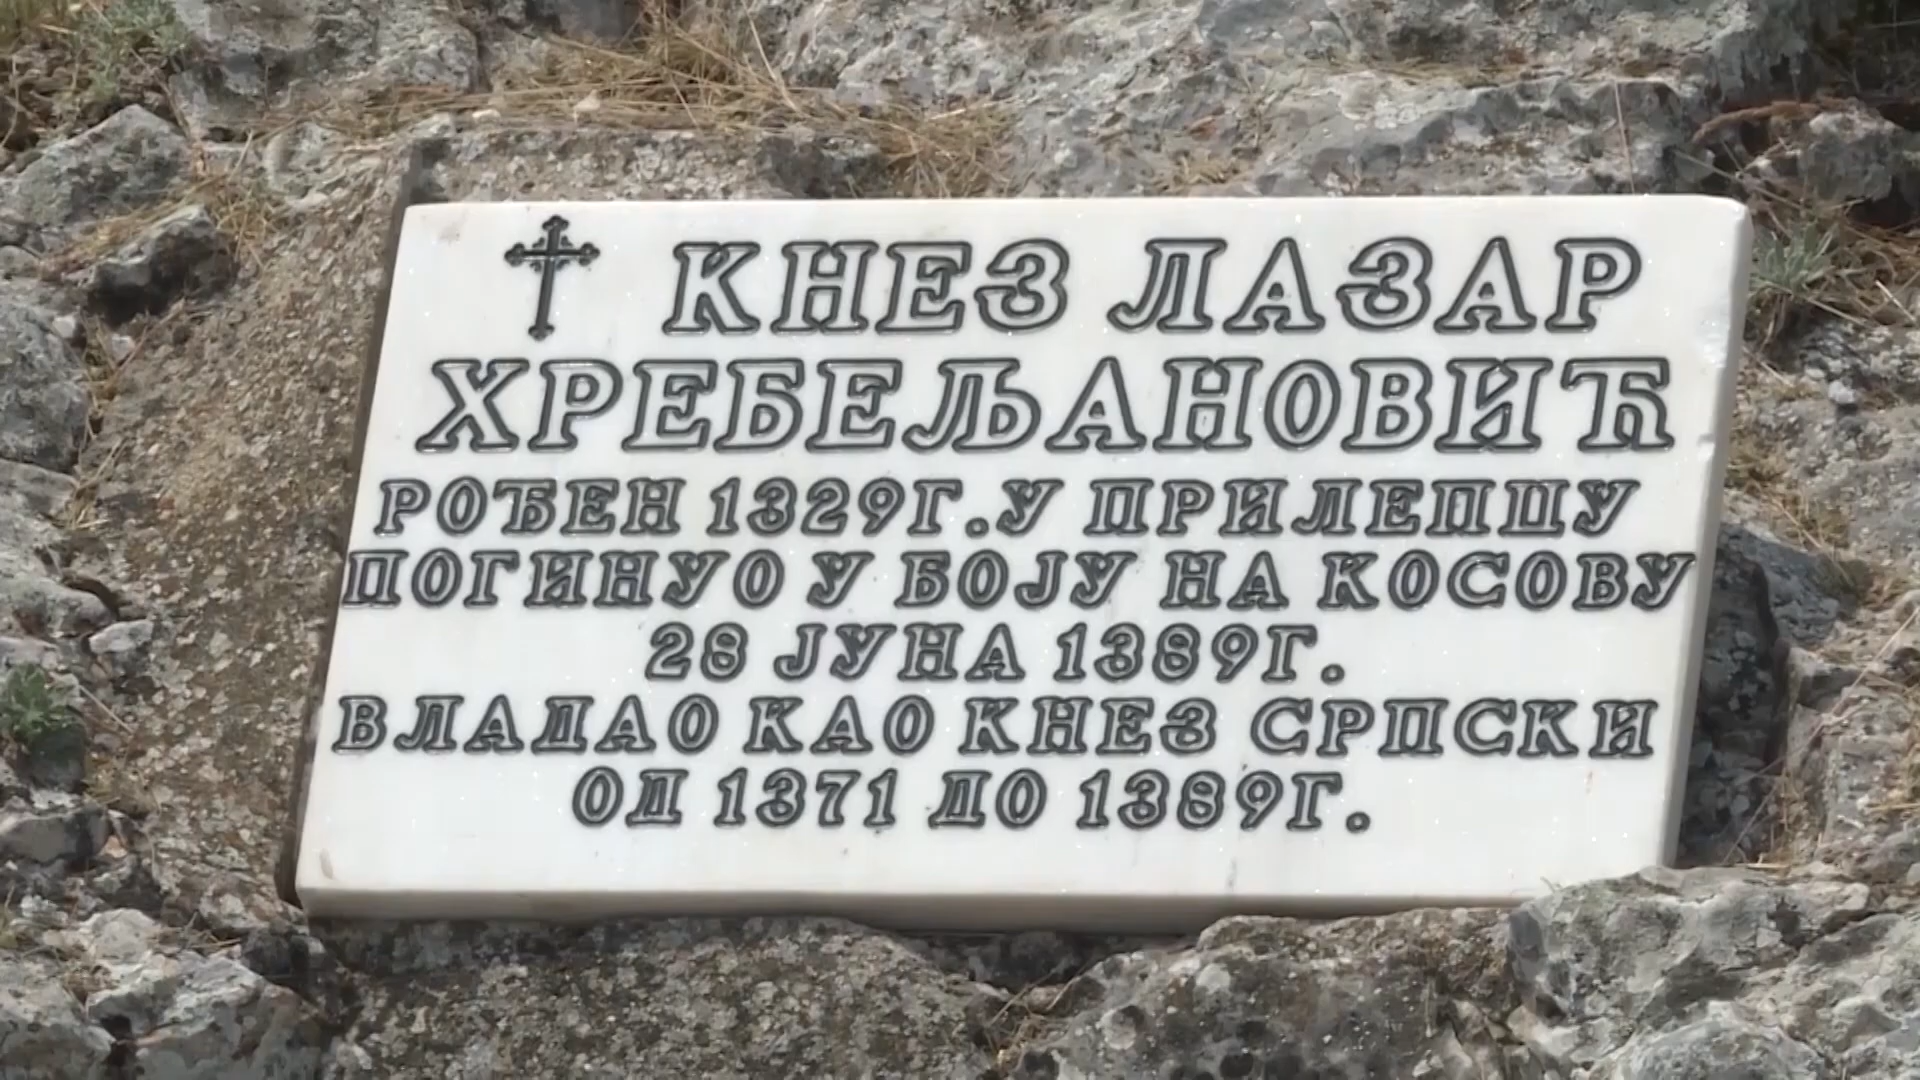 КНЕЗ ЛАЗАР
ХРЕБЕЉАНОВИЋ
РОЂЕН 1329Г. У ПРИЛЕПЦУ
ПОГИНУО У БОЈУ НА КОСОВУ
28 ЈУНА 1389Г.
ВЛАДАО КАО КНЕЗ СРПСКИ
ОД 1371 ДО 1389Г.